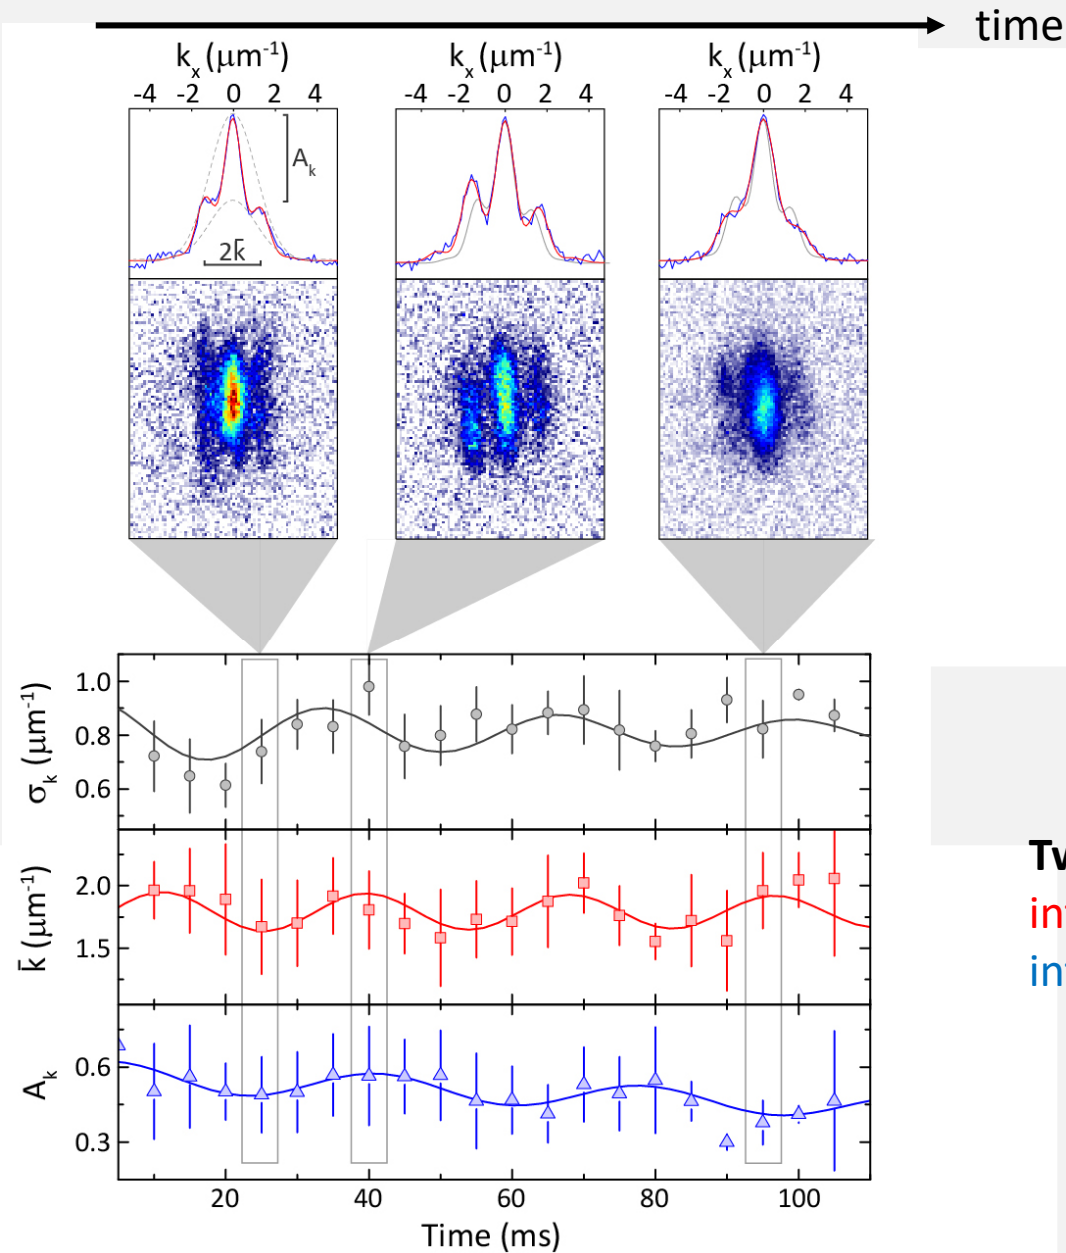 time
kx (μm-1) kx (μm-1) kx (μm-1)
-4 -2 0 2 4 -4 -2 0 2 4 -4 -2 0 2 4
Ak
2k̄
σk (μm-1)
1.0
0.8
0.6
k̄ (μm-1)
2.0
1.5
Ak
0.6
0.3
20 40 60 80 100
Time (ms)